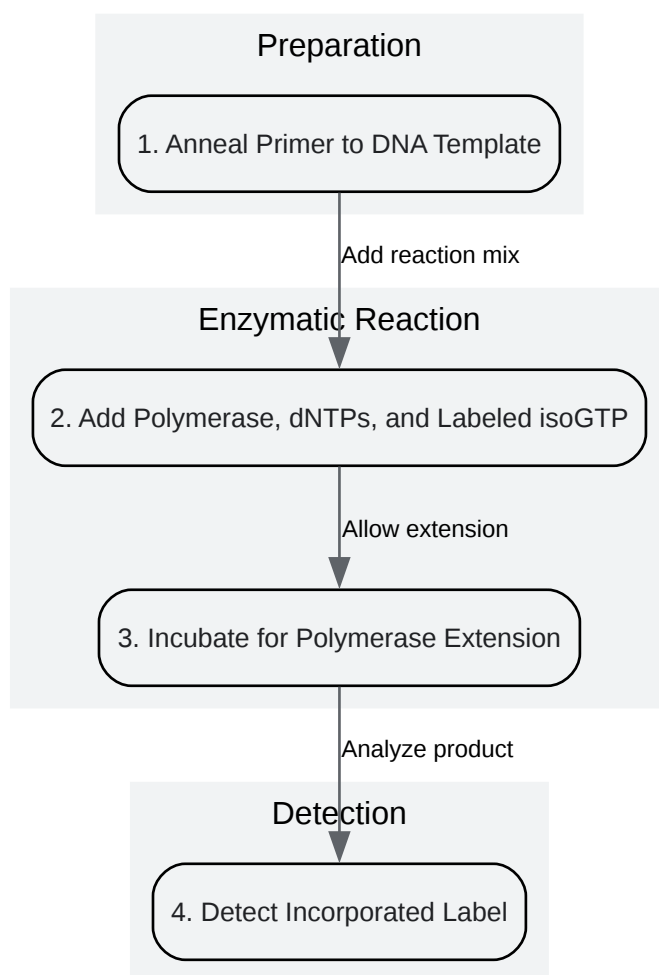 Preparation
1. Anneal Primer to DNA Template
Add reaction mix
Enzymatic Reaction
2. Add Polymerase, dNTPs, and Labeled isoGTP
Allow extension
3. Incubate for Polymerase Extension
Analyze product
Detection
4. Detect Incorporated Label